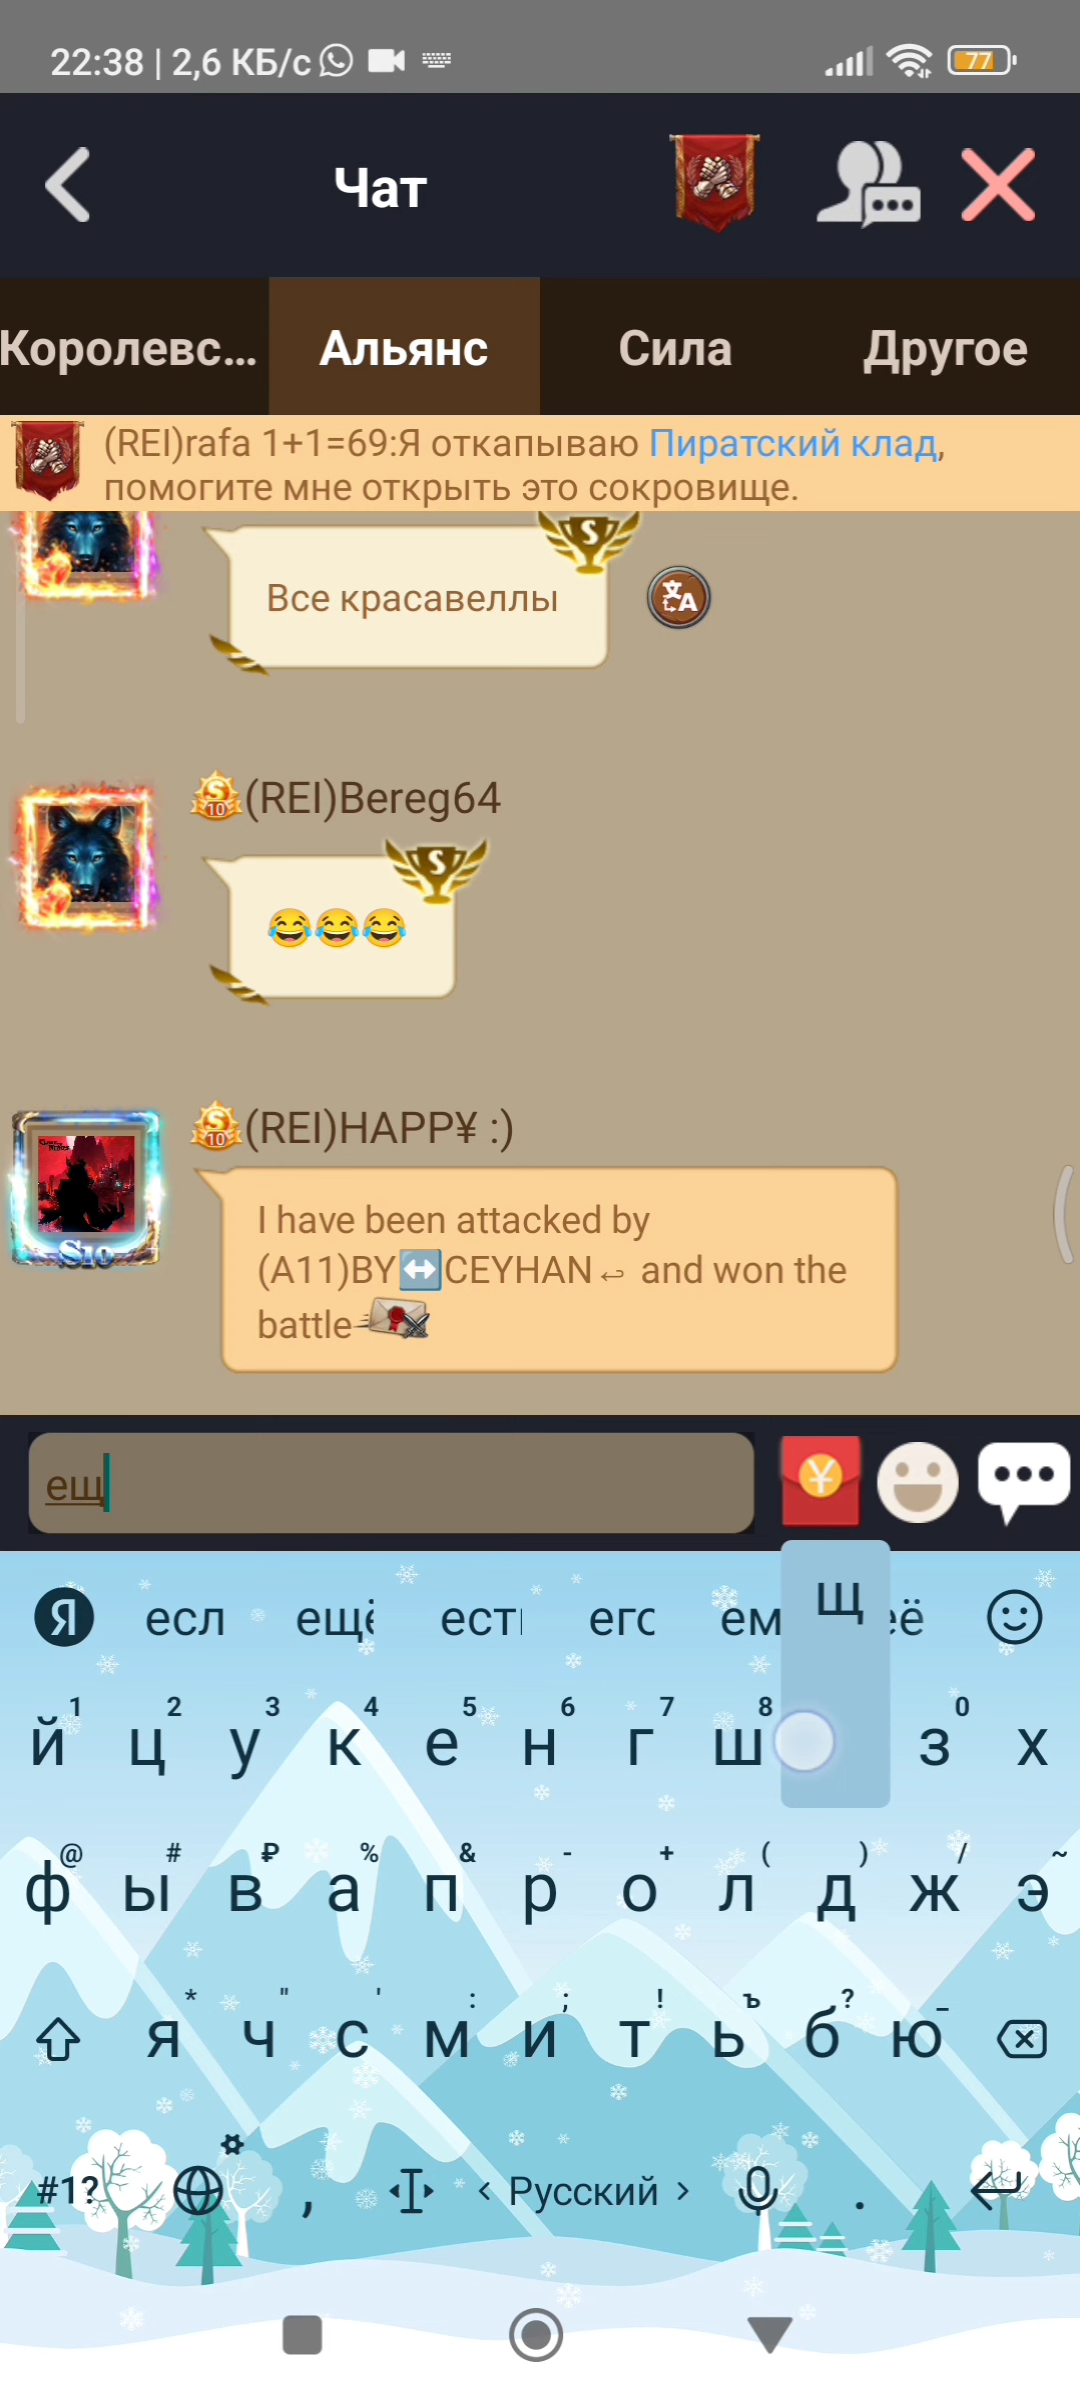 22:38 | 2,6 КБ/с 77
Чат
Королевс... Альянс Сила Другое
(REI)rafa 1+1=69:Я откапываю Пиратский клад,
помогите мне открыть это сокровище.
Все красавеллы
(REI)Bereg64
😂😂😂
(REI)HAPP¥ :)
I have been attacked by
(A11)BY↔️CEYHAN↩ and won the
battle
ещ
Я есл ещё ест его ем её
щ
1 2 3 4 5 6 7 8 0
й ц у к е н г ш з х
@ # ₽ % & - + ( ) / ~
ф ы в а п р о л д ж э
* " ' : ; ! ъ ? _
я ч с м и т ь б ю
#1? , < Русский > .